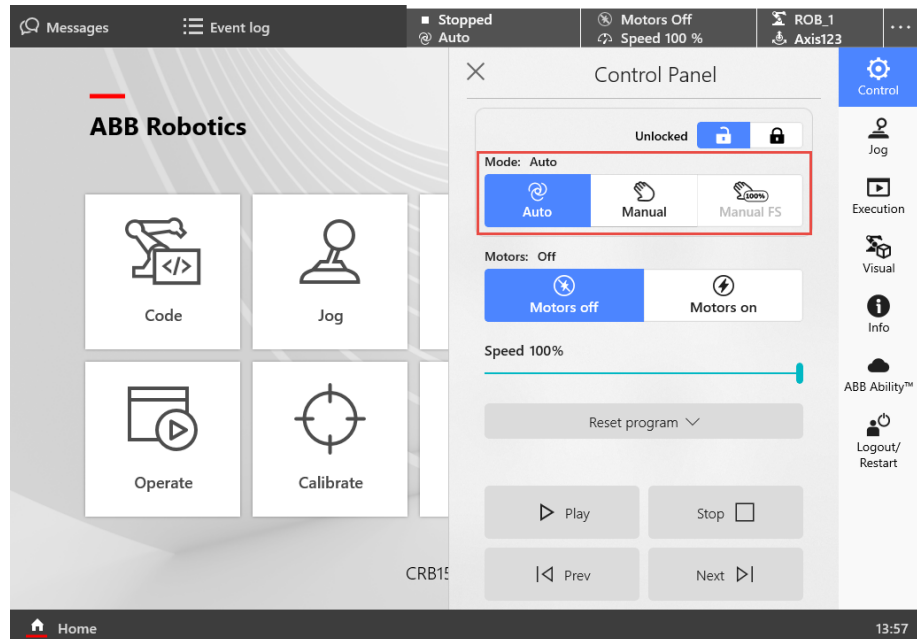 Messages
Event log
Stopped
Auto
Motors Off
Speed 100 %
ROB_1
Axis123
...
ABB Robotics
Code
Jog
Operate
Calibrate
CRB15
Control Panel
Unlocked
Mode: Auto
Auto
Manual
100%
Manual FS
Motors: Off
Motors off
Motors on
Speed 100%
Reset program
Play
Stop
Prev
Next
Control
Jog
Execution
Visual
Info
ABB Ability™
Logout/
Restart
Home
13:57